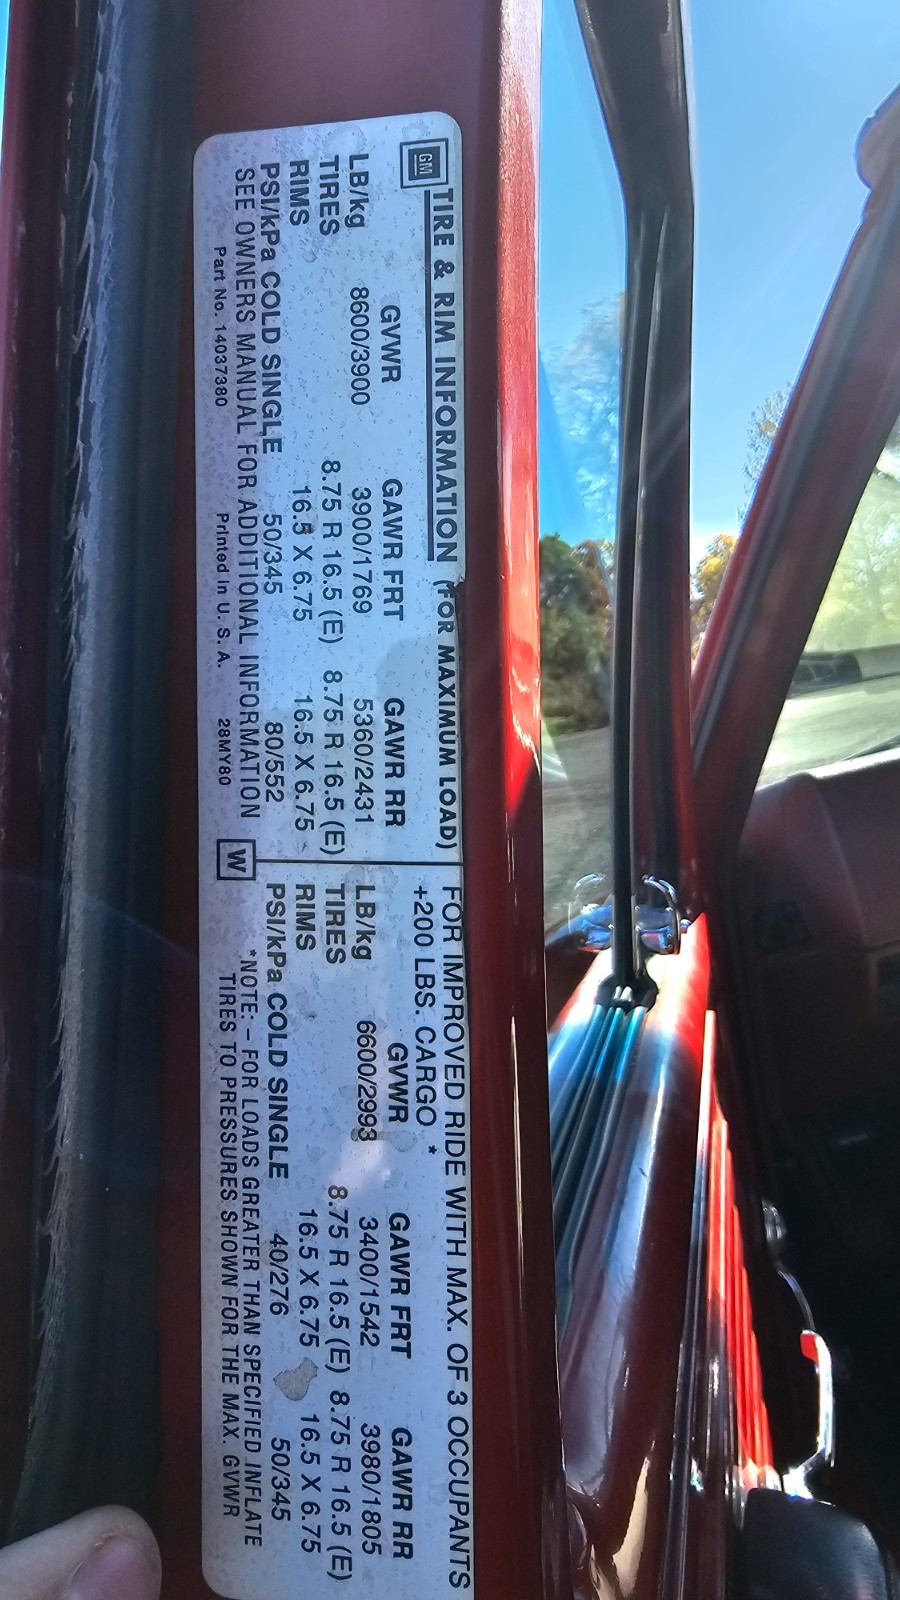 GM TIRE & RIM INFORMATION (FOR MAXIMUM LOAD)
GVWR GAWR FRT GAWR RR
LB/kg 8600/3900 3900/1769 5360/2431
TIRES 8.75 R 16.5 (E) 8.75 R 16.5 (E)
RIMS 16.5 X 6.75 16.5 X 6.75
PSI/kPa COLD SINGLE 50/345 80/552
SEE OWNERS MANUAL FOR ADDITIONAL INFORMATION
Part No. 14037380 Printed in U. S. A. 28MY80
W
FOR IMPROVED RIDE WITH MAX. OF 3 OCCUPANTS
+200 LBS. CARGO *
GVWR GAWR FRT GAWR RR
LB/kg 6600/2993 3400/1542 3980/1805
TIRES 8.75 R 16.5 (E) 8.75 R 16.5 (E)
RIMS 16.5 X 6.75 16.5 X 6.75
PSI/kPa COLD SINGLE 40/276 50/345
*NOTE: – FOR LOADS GREATER THAN SPECIFIED INFLATE
TIRES TO PRESSURES SHOWN FOR THE MAX. GVWR